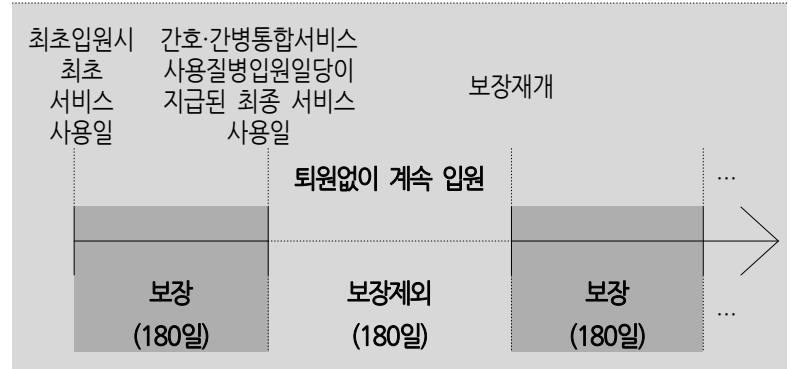 최초입원시
최초
서비스
사용일
간호·간병통합서비스
사용질병입원일당이
지급된 최종 서비스
사용일
보장재개
퇴원없이 계속 입원
…
보장
(180일)
보장제외
(180일)
보장
(180일)
…